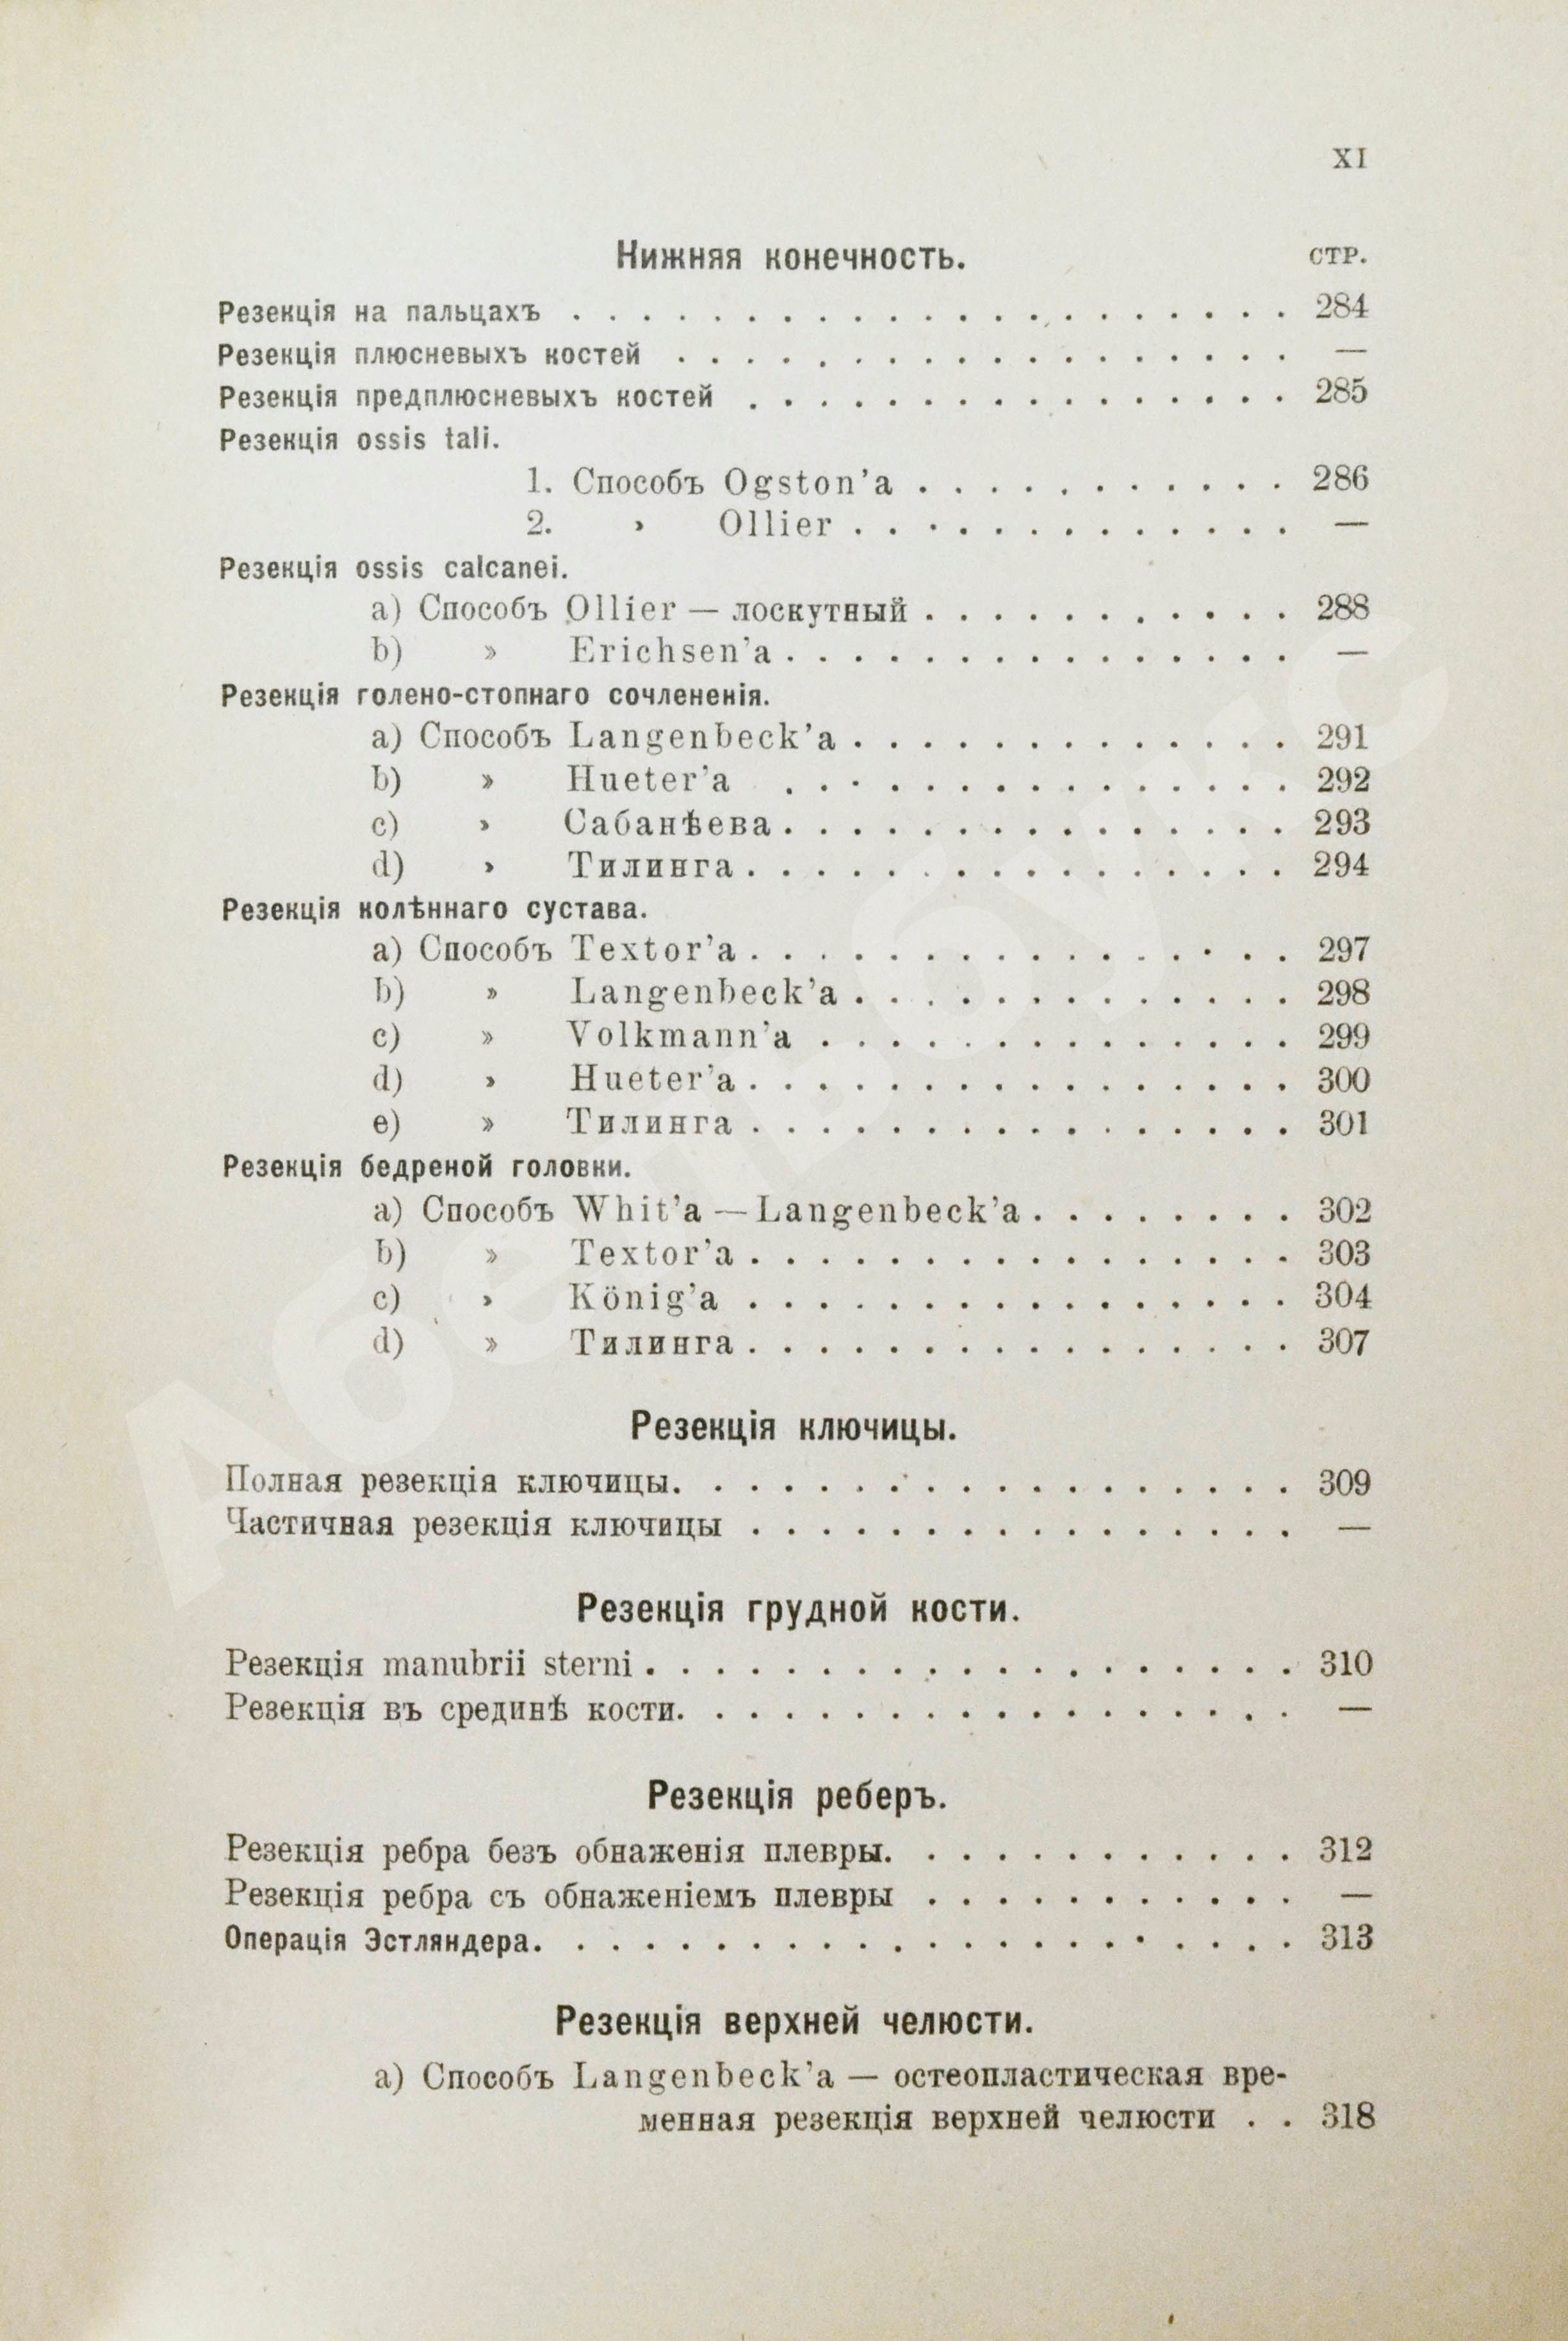 XI
Нижняя конечность. СТР.
Резекція на пальцахъ . . . . . . . . . . . . . . . . . . . . . 284
Резекція плюсневыхъ костей . . . . . . . . . . . . . . . . . . —
Резекція предплюсневыхъ костей . . . . . . . . . . . . . . . . 285
Резекція ossis tali.
1. Способъ Ogston'a . . . . . . . . . . . 286
2. › Ollier . . . . . . . . . . . . . —
Резекція ossis calcanei.
a) Способъ Ollier — лоскутный . . . . . . . . . . . 288
b) » Erichsen'a . . . . . . . . . . . . . . . —
Резекція голено-стопнаго сочлененія.
a) Способъ Langenbeck'a . . . . . . . . . . . . . 291
b) » Hueter'a . . . . . . . . . . . . . . . 292
c) › Сабанѣева . . . . . . . . . . . . . . . 293
d) › Тилинга . . . . . . . . . . . . . . . . 294
Резекція колѣннаго сустава.
a) Способъ Textor'a . . . . . . . . . . . . . . . . 297
b) » Langenbeck'a . . . . . . . . . . . . . 298
c) » Volkmann'a . . . . . . . . . . . . . . 299
d) › Hueter'a . . . . . . . . . . . . . . . . 300
e) » Тилинга . . . . . . . . . . . . . . . . 301
Резекція бедреной головки.
a) Способъ Whit'a — Langenbeck'a . . . . . . . . 302
b) » Textor'a . . . . . . . . . . . . . . . . 303
c) › König'a . . . . . . . . . . . . . . . . 304
d) » Тилинга . . . . . . . . . . . . . . . . 307
Резекція ключицы.
Полная резекція ключицы. . . . . . . . . . . . . . . . . . 309
Частичная резекція ключицы . . . . . . . . . . . . . . . . —
Резекція грудной кости.
Резекція manubrii sterni . . . . . . . . . . . . . . . . . . . 310
Резекція въ срединѣ кости. . . . . . . . . . . . . . . . . . —
Резекція реберъ.
Резекція ребра безъ обнаженія плевры. . . . . . . . . . . . 312
Резекція ребра съ обнаженіемъ плевры . . . . . . . . . . . —
Операція Эстляндера. . . . . . . . . . . . . . . . . . . . . . 313
Резекція верхней челюсти.
a) Способъ Langenbeck'a — остеопластическая вре-
менная резекція верхней челюсти . . 318